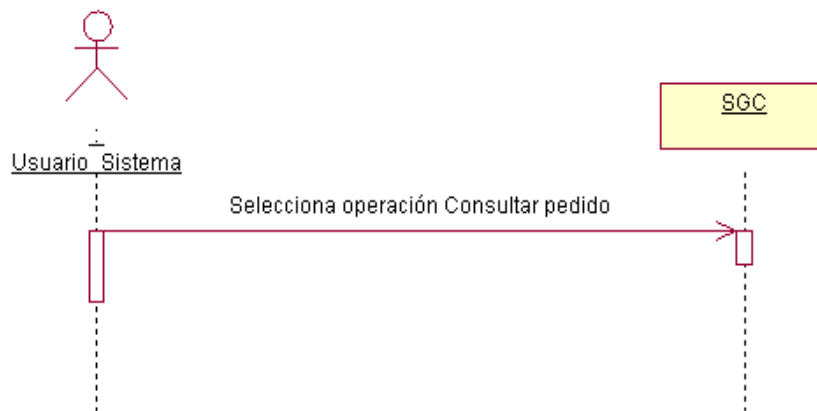 SGC
:
Usuario_Sistema
Selecciona operación Consultar pedido